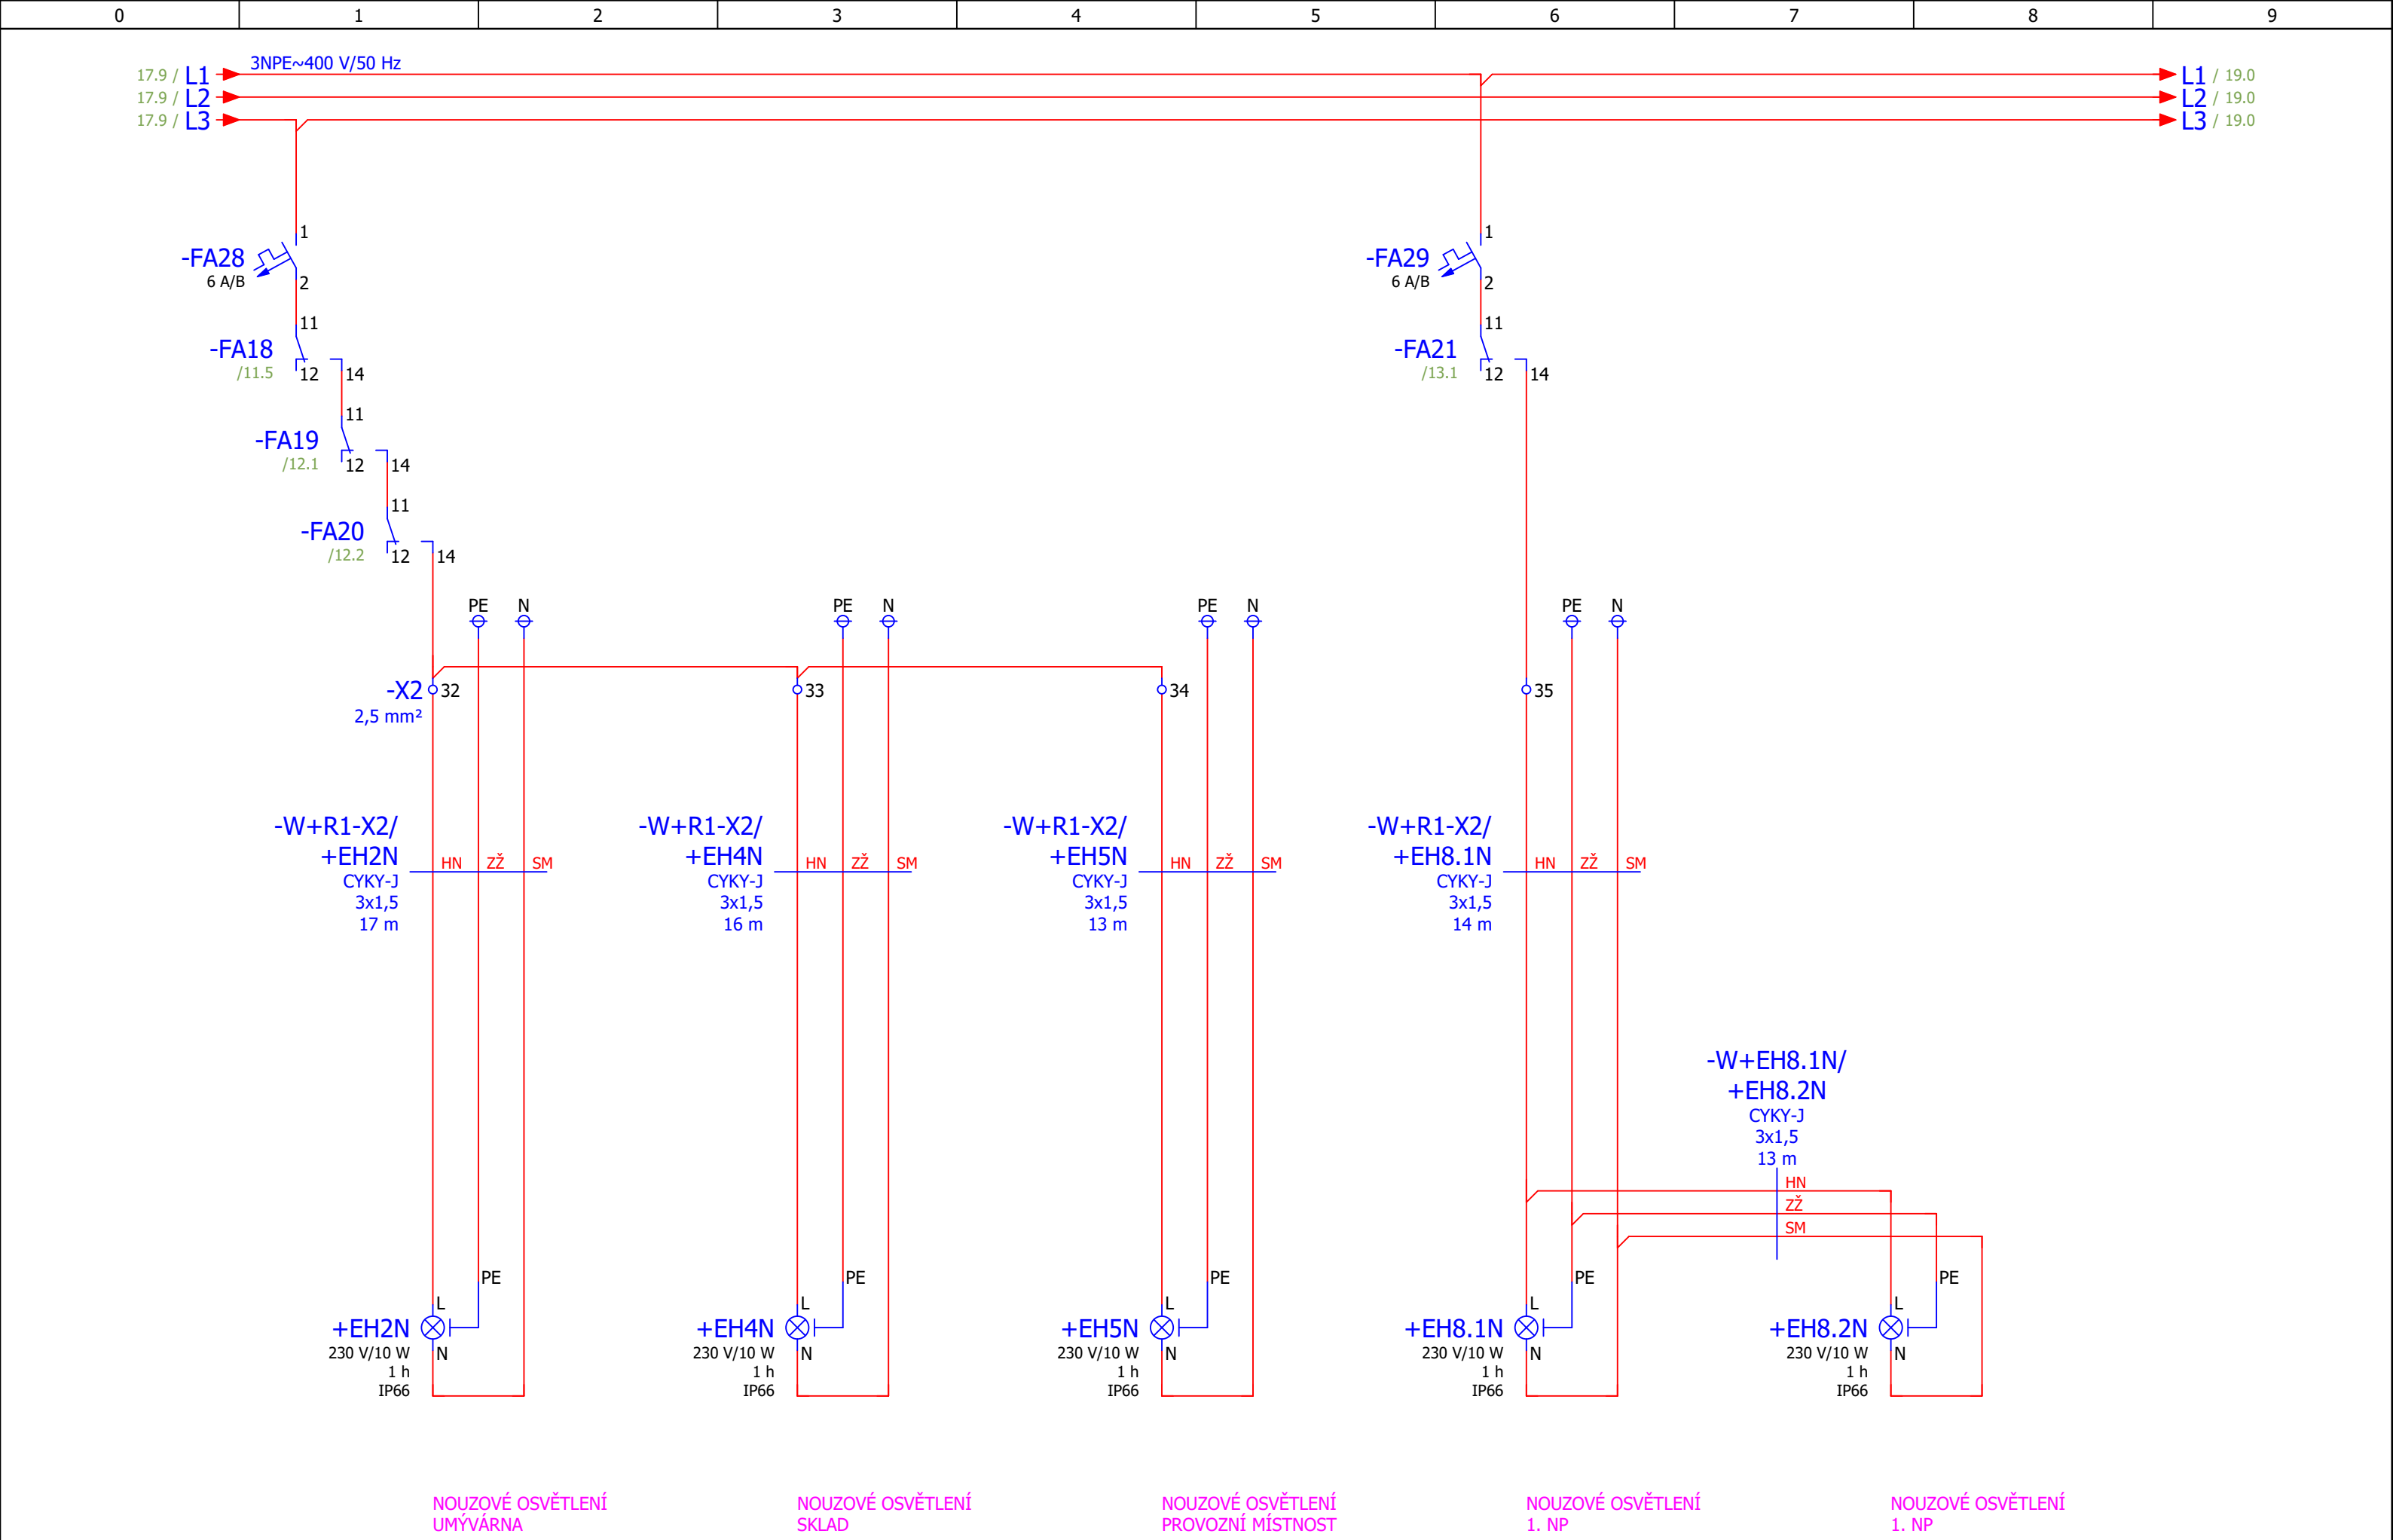 0 1 2 3 4 5 6 7 8 9
3NPE~400 V/50 Hz
17.9 / L1 L1 / 19.0
17.9 / L2 L2 / 19.0
17.9 / L3 L3 / 19.0
1 1
-FA28 -FA29
6 A/B 6 A/B
2 2
11 11
-FA18 -FA21
/11.5 12 14 /13.1 12 14
11
-FA19
/12.1 12 14
11
-FA20
/12.2 12 14
PE N PE N PE N PE N
-X2 32 33 34 35
2,5 mm²
-W+R1-X2/ -W+R1-X2/ -W+R1-X2/ -W+R1-X2/
+EH2N HN ZŽ SM +EH4N HN ZŽ SM +EH5N HN ZŽ SM +EH8.1N HN ZŽ SM
CYKY-J CYKY-J CYKY-J CYKY-J
3x1,5 3x1,5 3x1,5 3x1,5
17 m 16 m 13 m 14 m
-W+EH8.1N/
+EH8.2N
CYKY-J
3x1,5
13 m
HN
ZŽ
SM
PE PE PE PE PE
L L L L L
+EH2N +EH4N +EH5N +EH8.1N +EH8.2N
230 V/10 W N 230 V/10 W N 230 V/10 W N 230 V/10 W N 230 V/10 W N
1 h 1 h 1 h 1 h 1 h
IP66 IP66 IP66 IP66 IP66
NOUZOVÉ OSVĚTLENÍ NOUZOVÉ OSVĚTLENÍ NOUZOVÉ OSVĚTLENÍ NOUZOVÉ OSVĚTLENÍ NOUZOVÉ OSVĚTLENÍ
UMÝVÁRNA SKLAD PROVOZNÍ MÍSTNOST 1. NP 1. NP